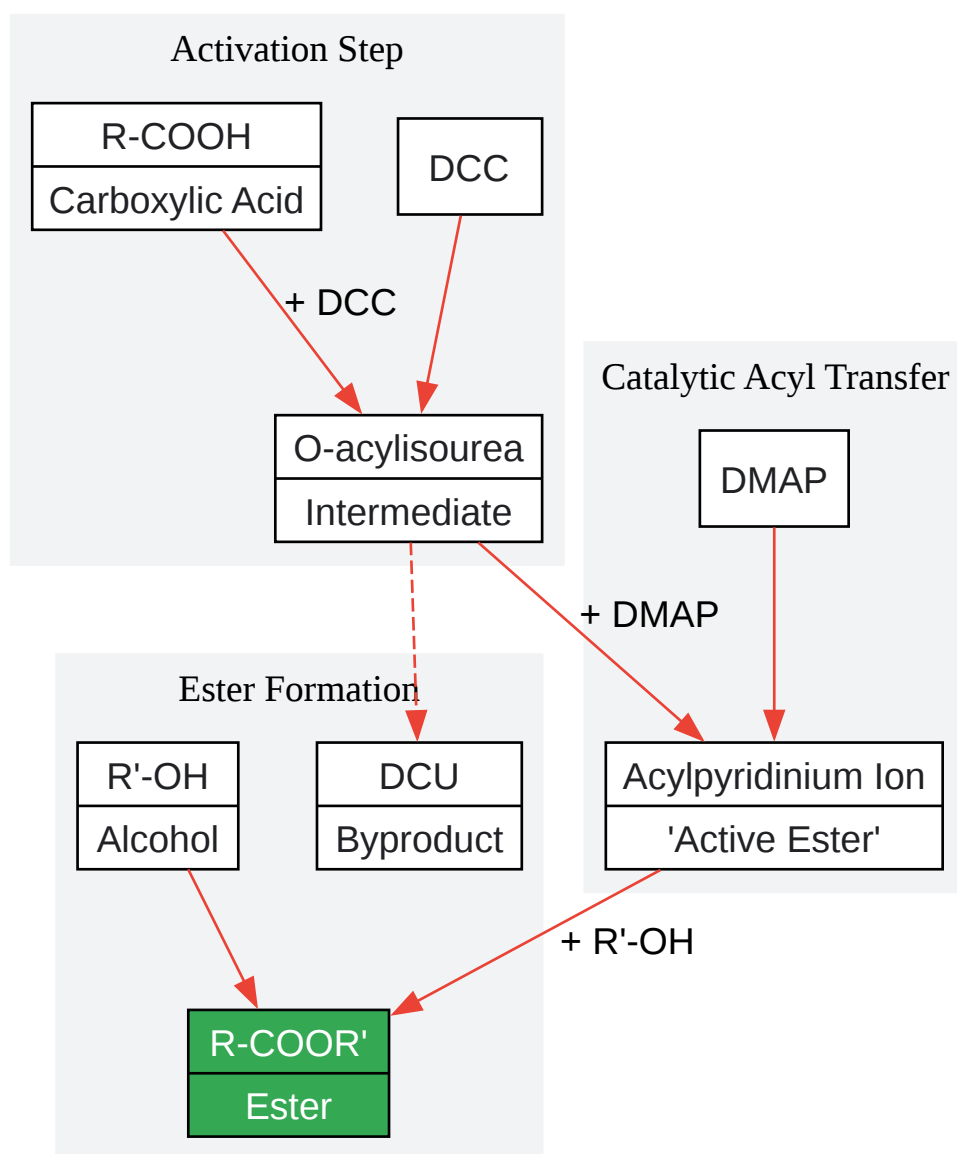 Activation Step
R-COOH
Carboxylic Acid
DCC
+ DCC
O-acylisourea
Intermediate
Catalytic Acyl Transfer
DMAP
+ DMAP
Acylpyridinium Ion
'Active Ester'
Ester Formation
R'-OH
Alcohol
DCU
Byproduct
+ R'-OH
R-COOR'
Ester